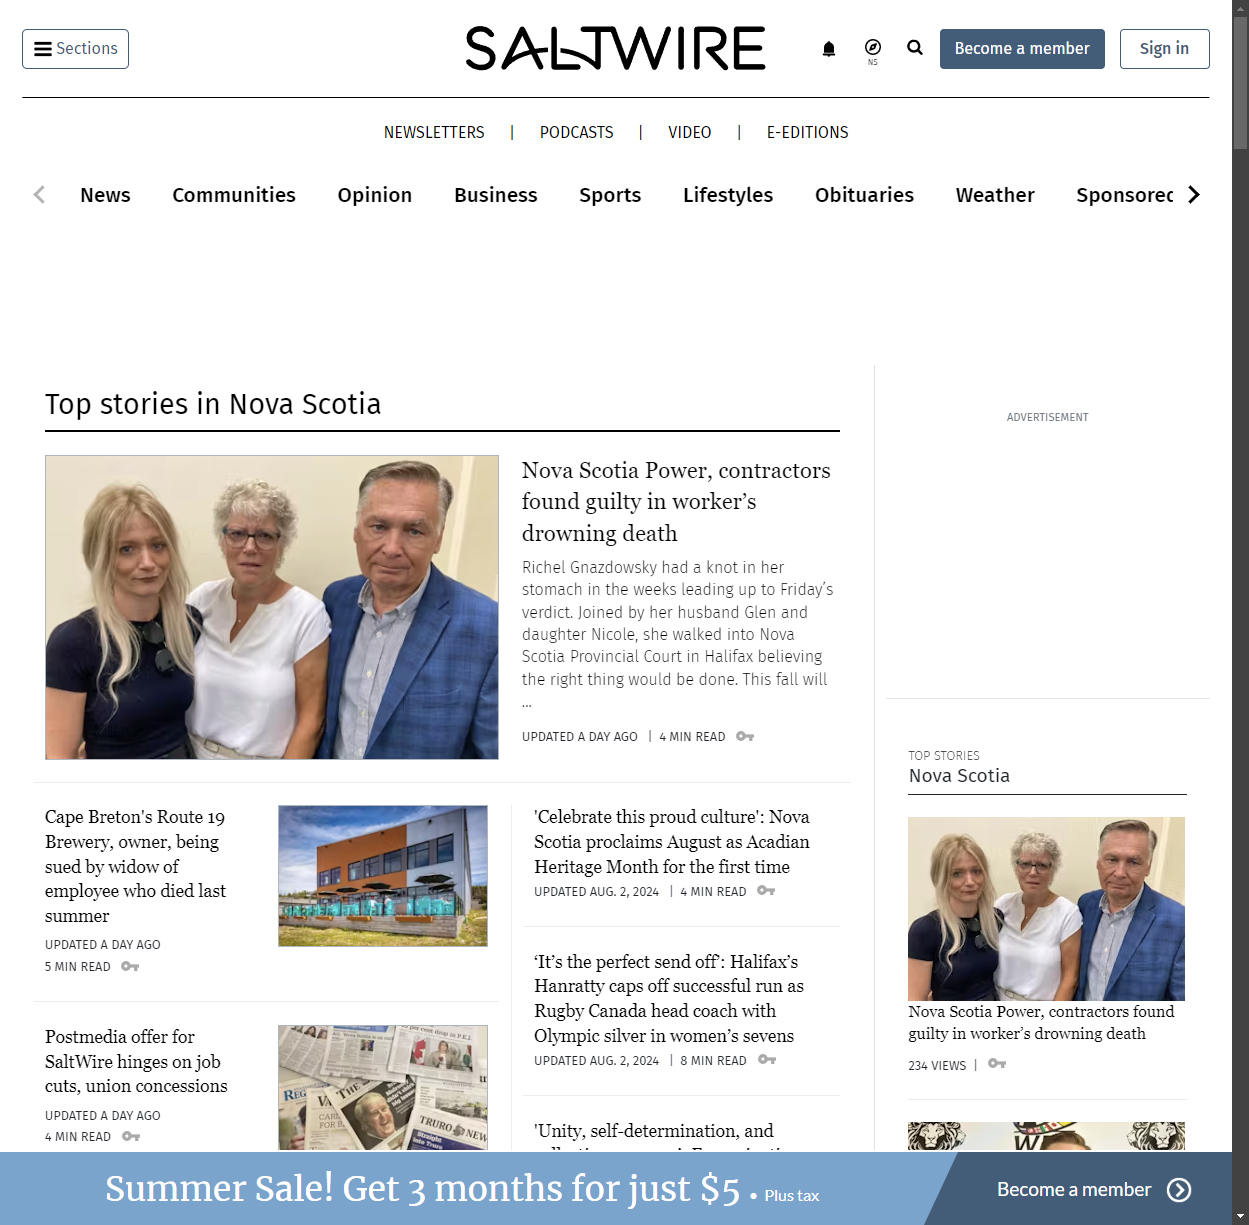 Sections
SALTWIRE
NS
Become a member
Sign in
NEWSLETTERS | PODCASTS | VIDEO | E-EDITIONS
News Communities Opinion Business Sports Lifestyles Obituaries Weather Sponsored
Top stories in Nova Scotia
Nova Scotia Power, contractors
found guilty in worker’s
drowning death
Richel Gnazdowsky had a knot in her
stomach in the weeks leading up to Friday’s
verdict. Joined by her husband Glen and
daughter Nicole, she walked into Nova
Scotia Provincial Court in Halifax believing
the right thing would be done. This fall will
...
UPDATED A DAY AGO | 4 MIN READ
Cape Breton's Route 19
Brewery, owner, being
sued by widow of
employee who died last
summer
UPDATED A DAY AGO
5 MIN READ
Postmedia offer for
SaltWire hinges on job
cuts, union concessions
UPDATED A DAY AGO
4 MIN READ
TRURO NEW
'Celebrate this proud culture': Nova
Scotia proclaims August as Acadian
Heritage Month for the first time
UPDATED AUG. 2, 2024 | 4 MIN READ
‘It’s the perfect send off’: Halifax’s
Hanratty caps off successful run as
Rugby Canada head coach with
Olympic silver in women’s sevens
UPDATED AUG. 2, 2024 | 8 MIN READ
'Unity, self-determination, and
ADVERTISEMENT
TOP STORIES
Nova Scotia
Nova Scotia Power, contractors found
guilty in worker’s drowning death
234 VIEWS |
Summer Sale! Get 3 months for just $5 • Plus tax
Become a member